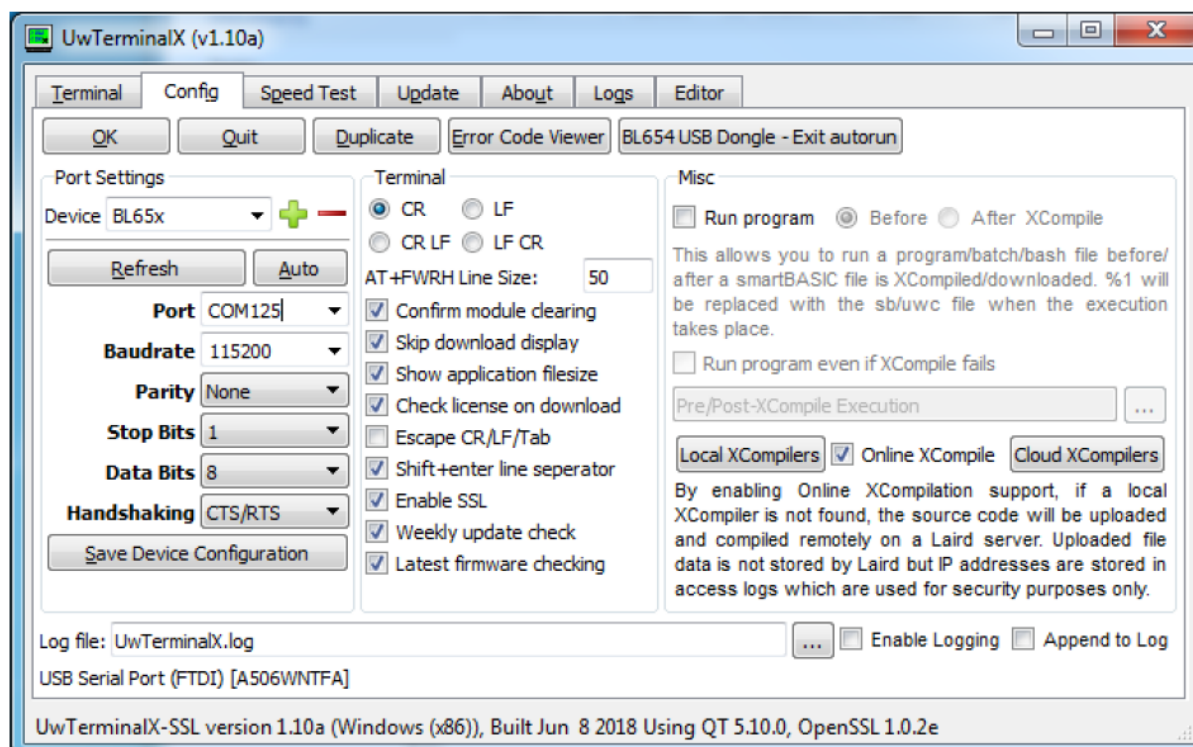 UwTerminalX (v1.10a)
Terminal Config Speed Test Update About Logs Editor
OK Quit Duplicate Error Code Viewer BL654 USB Dongle - Exit autorun
Port Settings
Device BL65x
Refresh Auto
Port COM125
Baudrate 115200
Parity None
Stop Bits 1
Data Bits 8
Handshaking CTS/RTS
Save Device Configuration
Terminal
CR LF
CR LF LF CR
AT+FWRH Line Size: 50
Confirm module clearing
Skip download display
Show application filesize
Check license on download
Escape CR/LF/Tab
Shift+enter line seperator
Enable SSL
Weekly update check
Latest firmware checking
Misc
Run program Before After XCompile
This allows you to run a program/batch/bash file before/
after a smartBASIC file is XCompiled/downloaded. %1 will
be replaced with the sb/uwc file when the execution
takes place.
Run program even if XCompile fails
Pre/Post-XCompile Execution ...
Local XCompilers Online XCompile Cloud XCompilers
By enabling Online XCompilation support, if a local
XCompiler is not found, the source code will be uploaded
and compiled remotely on a Laird server. Uploaded file
data is not stored by Laird but IP addresses are stored in
access logs which are used for security purposes only.
Log file: UwTerminalX.log ... Enable Logging Append to Log
USB Serial Port (FTDI) [A506WNTFA]
UwTerminalX-SSL version 1.10a (Windows (x86)), Built Jun 8 2018 Using QT 5.10.0, OpenSSL 1.0.2e